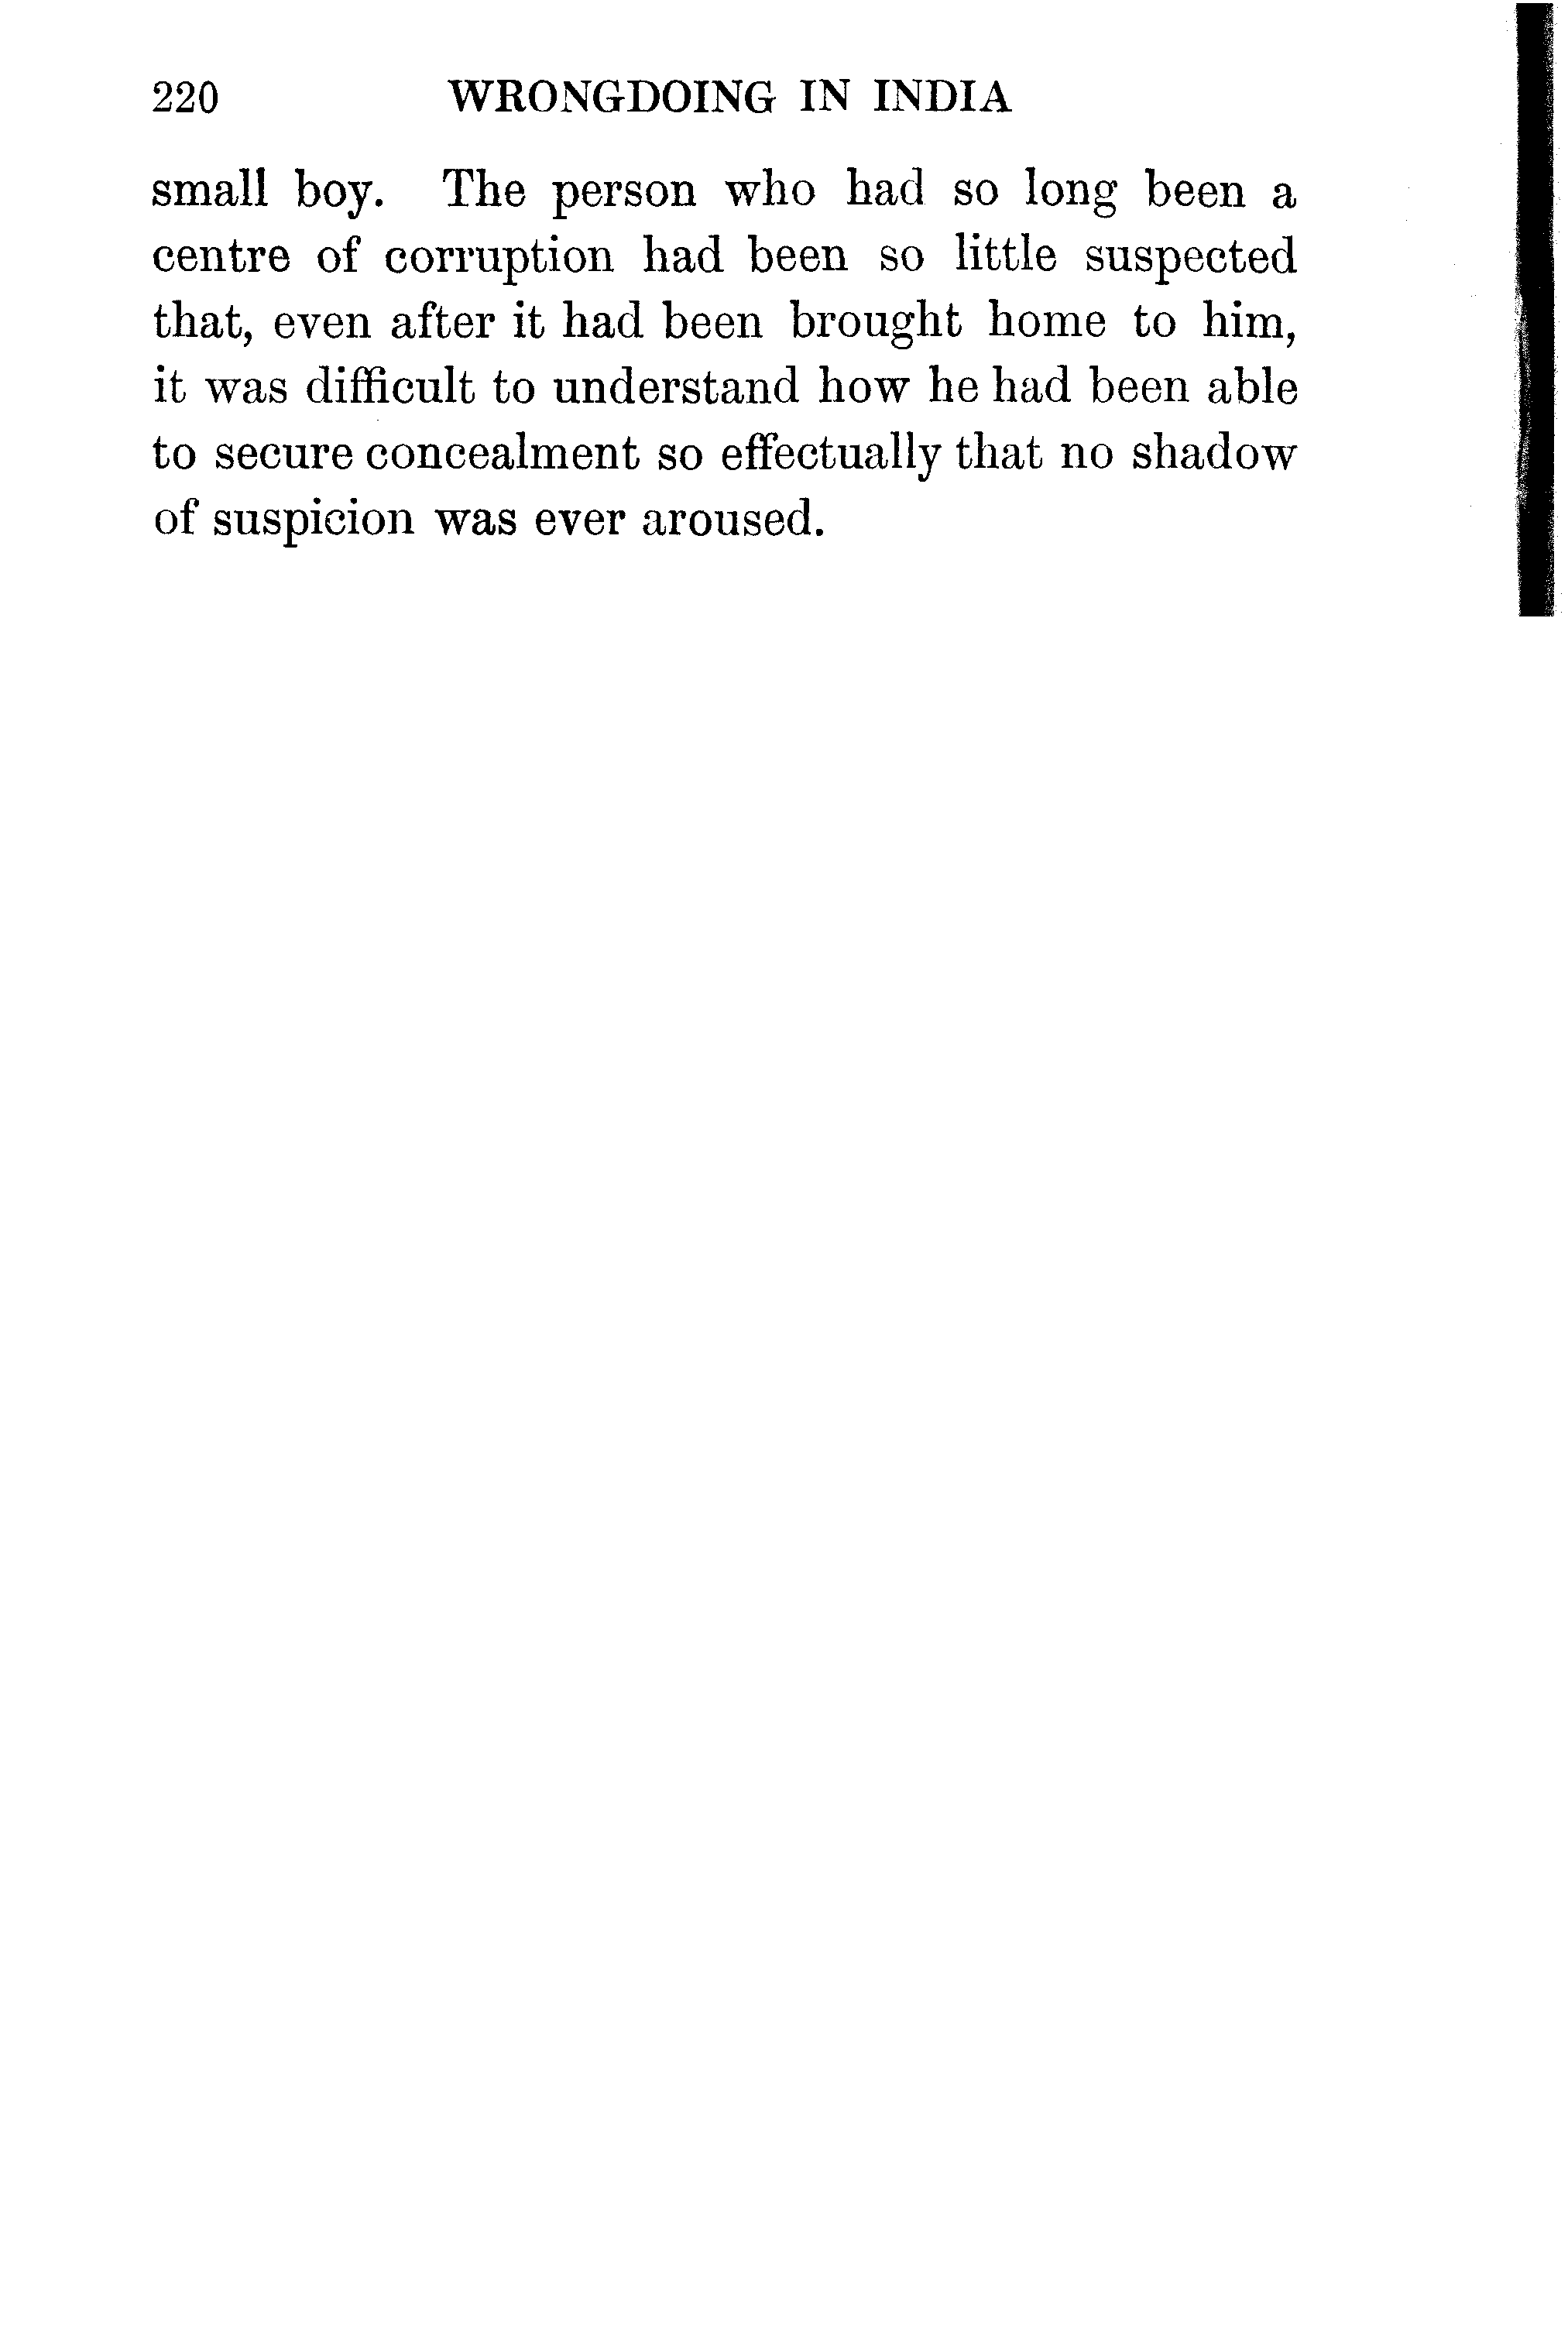 220 WRONGDOING IN INDIA
small boy. The person who had so long been a
centre of corruption had been so little suspected
that, even after it had been brought home to him,
it was difficult to understand how he had been able
to secure concealment so effectually that no shadow
of suspicion was ever aroused.